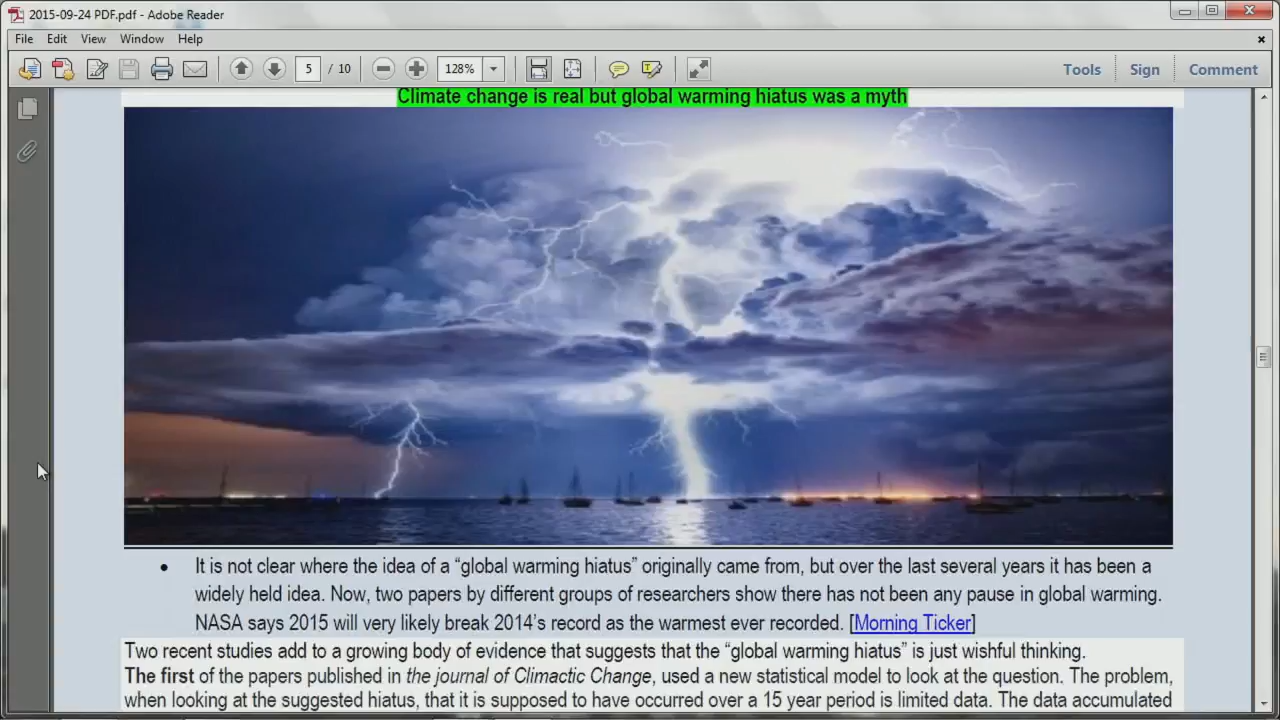 2015-09-24 PDF.pdf - Adobe Reader
File Edit View Window Help
5 / 10 128% Tools Sign Comment
Climate change is real but global warming hiatus was a myth
• It is not clear where the idea of a “global warming hiatus” originally came from, but over the last several years it has been a
widely held idea. Now, two papers by different groups of researchers show there has not been any pause in global warming.
NASA says 2015 will very likely break 2014’s record as the warmest ever recorded. [Morning Ticker]
Two recent studies add to a growing body of evidence that suggests that the “global warming hiatus” is just wishful thinking.
The first of the papers published in the journal of Climactic Change, used a new statistical model to look at the question. The problem,
when looking at the suggested hiatus, that it is supposed to have occurred over a 15 year period is limited data. The data accumulated